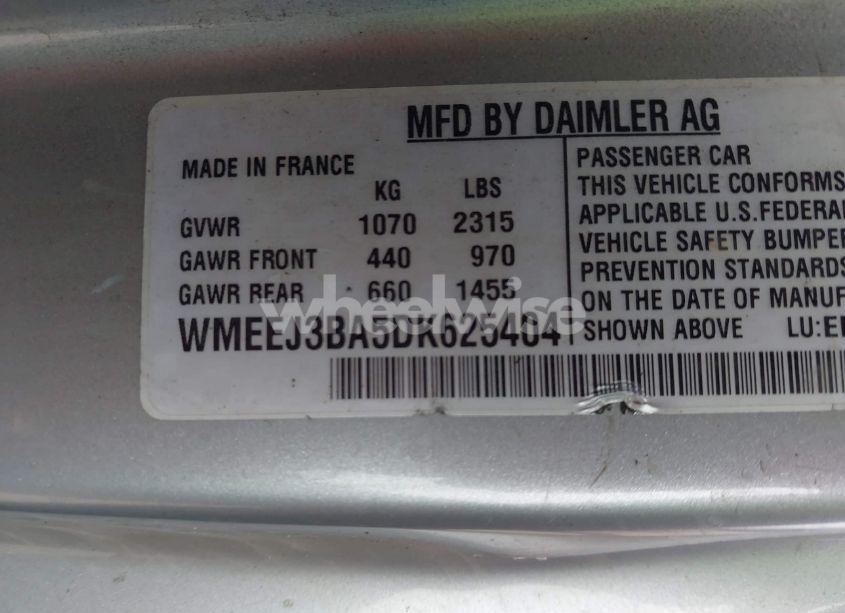 MFD BY DAIMLER AG
MADE IN FRANCE
KG LBS
GVWR 1070 2315
GAWR FRONT 440 970
GAWR REAR 660 1455
WMEEJ3BA5DK625404
PASSENGER CAR
THIS VEHICLE CONFORMS
APPLICABLE U.S.FEDERAL
VEHICLE SAFETY BUMPER
PREVENTION STANDARDS
ON THE DATE OF MANUF
SHOWN ABOVE LU:E
wheelwise